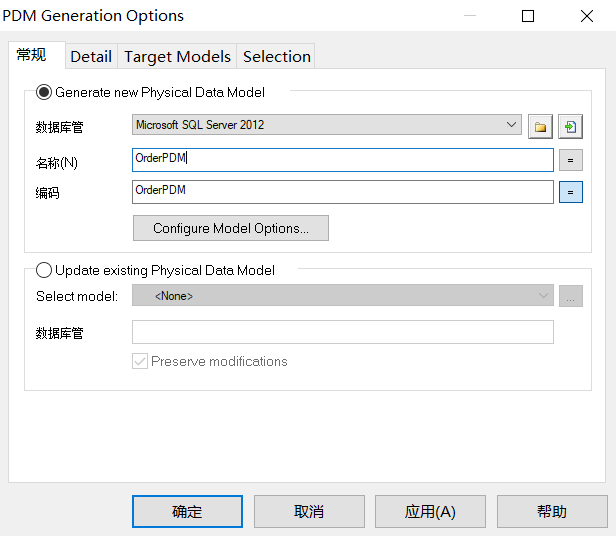 PDM Generation Options
常规 Detail Target Models Selection
Generate new Physical Data Model
数据库管 Microsoft SQL Server 2012
名称(N) OrderPDM =
编码 OrderPDM =
Configure Model Options...
Update existing Physical Data Model
Select model: <None> ...
数据库管
Preserve modifications
确定 取消 应用(A) 帮助